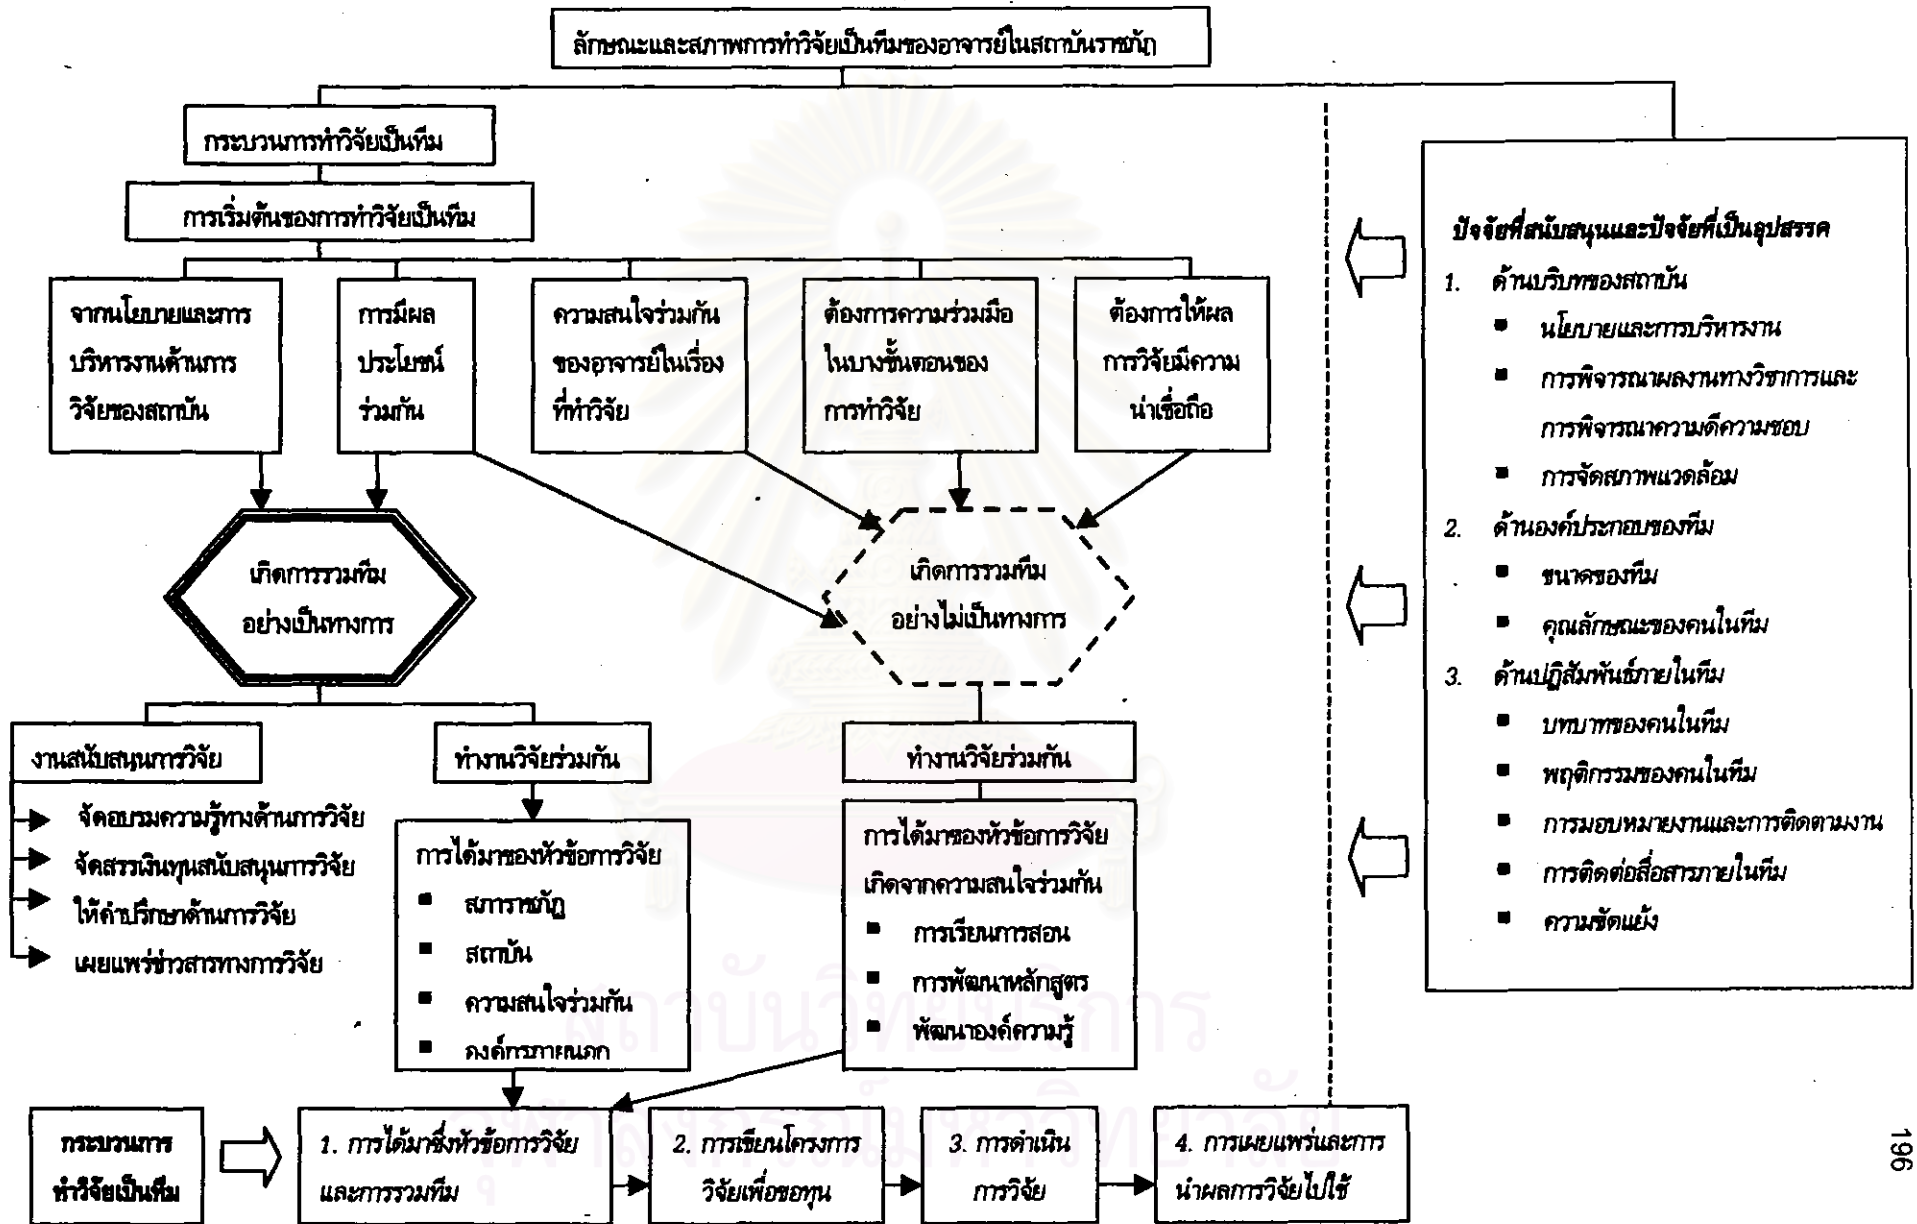 ลักษณะและสภาพการทำวิจัยเป็นทีมของอาจารย์ในสถาบันราชภัฏ
กระบวนการทำวิจัยเป็นทีม
การเริ่มต้นของการทำวิจัยเป็นทีม
จากนโยบายและการ
บริหารงานด้านการ
วิจัยของสถาบัน
การมีผล
ประโยชน์
ร่วมกัน
ความสนใจร่วมกัน
ของอาจารย์ในเรื่อง
ที่ทำวิจัย
ต้องการความร่วมมือ
ในบางขั้นตอนของ
การทำวิจัย
ต้องการให้ผล
การวิจัยมีความ
น่าเชื่อถือ
เกิดการรวมทีม
อย่างเป็นทางการ
เกิดการรวมทีม
อย่างไม่เป็นทางการ
งานสนับสนุนการวิจัย
จัดอบรมความรู้ทางด้านการวิจัย
จัดสรรเงินทุนสนับสนุนการวิจัย
ให้คำปรึกษาด้านการวิจัย
เผยแพร่ข่าวสารทางการวิจัย
ทำงานวิจัยร่วมกัน
การได้มาของหัวข้อการวิจัย
■ สภาราชภัฏ
■ สถาบัน
■ ความสนใจร่วมกัน
■ องค์กรภายนอก
ทำงานวิจัยร่วมกัน
การได้มาของหัวข้อการวิจัย
เกิดจากความสนใจร่วมกัน
■ การเรียนการสอน
■ การพัฒนาหลักสูตร
■ พัฒนาองค์ความรู้
ปัจจัยที่สนับสนุนและปัจจัยที่เป็นอุปสรรค
1. ด้านบริบทของสถาบัน
■ นโยบายและการบริหารงาน
■ การพิจารณาผลงานทางวิชาการและ
การพิจารณาความดีความชอบ
■ การจัดสภาพแวดล้อม
2. ด้านองค์ประกอบของทีม
■ ขนาดของทีม
■ คุณลักษณะของคนในทีม
3. ด้านปฏิสัมพันธ์ภายในทีม
■ บทบาทของคนในทีม
■ พฤติกรรมของคนในทีม
■ การมอบหมายงานและการติดตามงาน
■ การติดต่อสื่อสารภายในทีม
■ ความขัดแย้ง
กระบวนการ
ทำวิจัยเป็นทีม
1. การได้มาซึ่งหัวข้อการวิจัย
และการรวมทีม
2. การเขียนโครงการ
วิจัยเพื่อขอทุน
3. การดำเนิน
การวิจัย
4. การเผยแพร่และการ
นำผลการวิจัยไปใช้
สถาบันวิทยบริการ
จุฬาลงกรณ์มหาวิทยาลัย
196